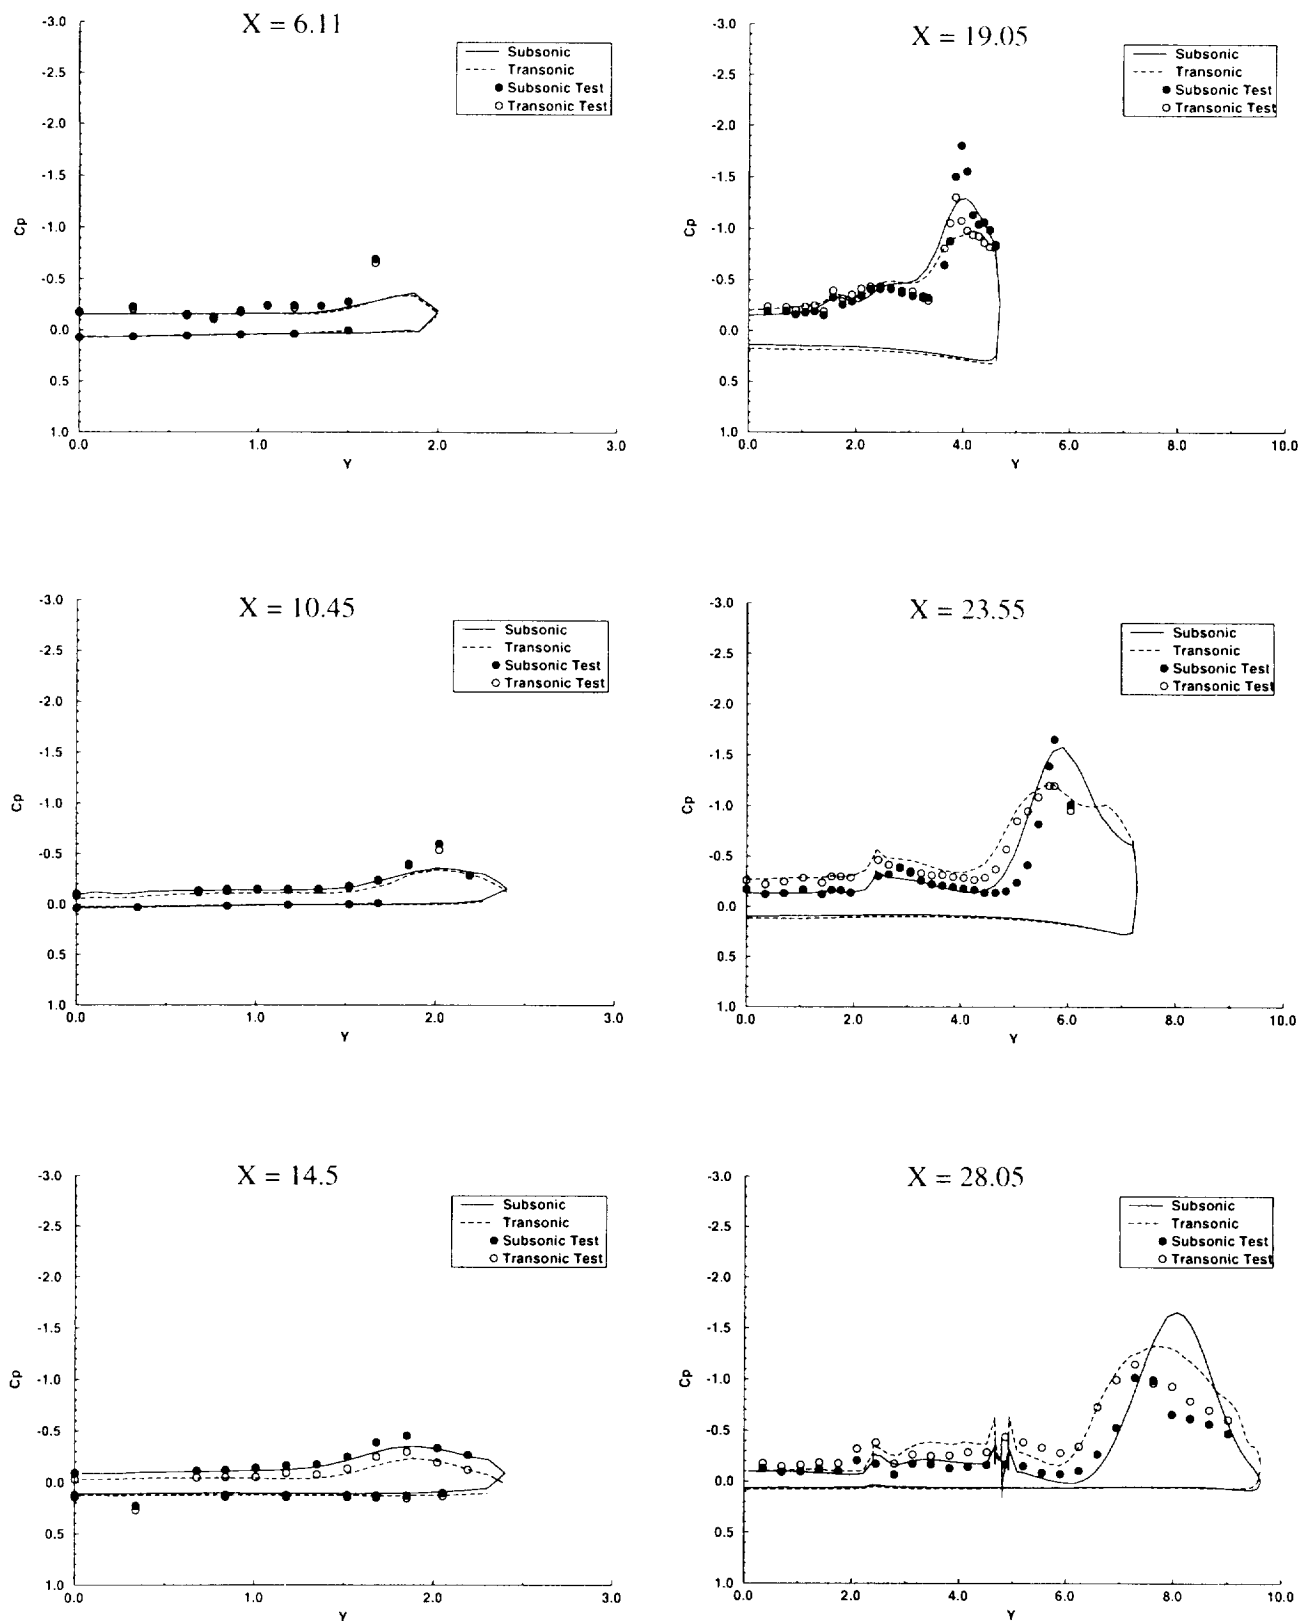 X = 6.11
Subsonic
Transonic
Subsonic Test
Transonic Test
-3.0
-2.5
-2.0
-1.5
-1.0
-0.5
0.0
0.5
1.0
Cp
0.0 1.0 2.0 3.0
Y
X = 19.05
Subsonic
Transonic
Subsonic Test
Transonic Test
-3.0
-2.5
-2.0
-1.5
-1.0
-0.5
0.0
0.5
1.0
Cp
0.0 2.0 4.0 6.0 8.0 10.0
Y
X = 10.45
Subsonic
Transonic
Subsonic Test
Transonic Test
-3.0
-2.5
-2.0
-1.5
-1.0
-0.5
0.0
0.5
1.0
Cp
0.0 1.0 2.0 3.0
Y
X = 23.55
Subsonic
Transonic
Subsonic Test
Transonic Test
-3.0
-2.5
-2.0
-1.5
-1.0
-0.5
0.0
0.5
1.0
Cp
0.0 2.0 4.0 6.0 8.0 10.0
Y
X = 14.5
Subsonic
Transonic
Subsonic Test
Transonic Test
-3.0
-2.5
-2.0
-1.5
-1.0
-0.5
0.0
0.5
1.0
Cp
0.0 1.0 2.0 3.0
Y
X = 28.05
Subsonic
Transonic
Subsonic Test
Transonic Test
-3.0
-2.5
-2.0
-1.5
-1.0
-0.5
0.0
0.5
1.0
Cp
0.0 2.0 4.0 6.0 8.0 10.0
Y